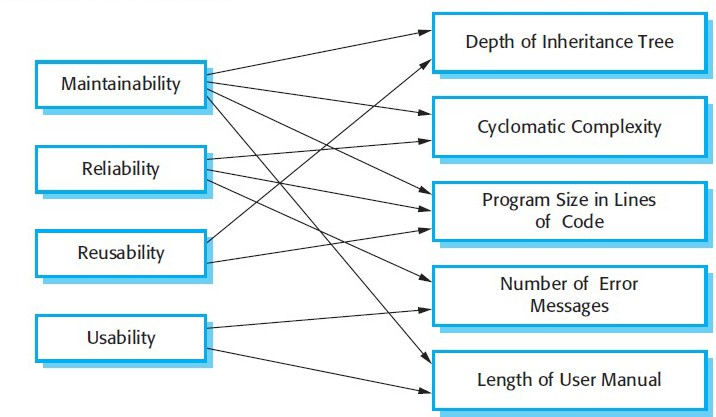 Maintainability
Reliability
Reusability
Usability
Depth of Inheritance Tree
Cyclomatic Complexity
Program Size in Lines
of Code
Number of Error
Messages
Length of User Manual